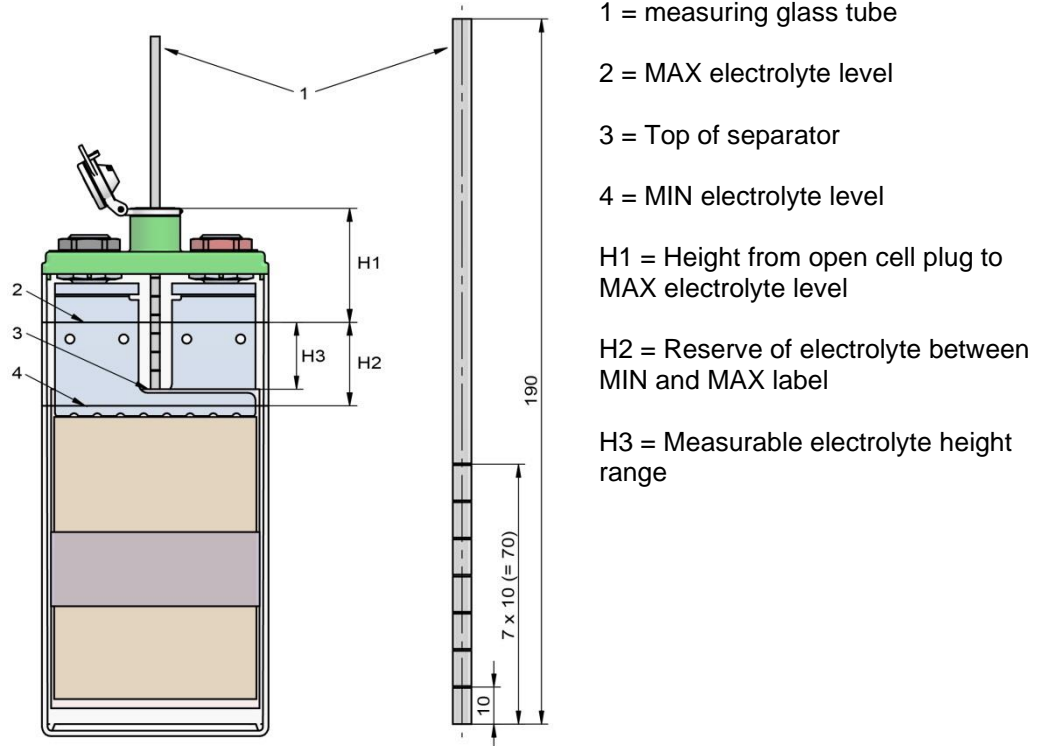 1
2
3
4
H1
H3
H2
190
7 x 10 (= 70)
10
1 = measuring glass tube
2 = MAX electrolyte level
3 = Top of separator
4 = MIN electrolyte level
H1 = Height from open cell plug to
MAX electrolyte level
H2 = Reserve of electrolyte between
MIN and MAX label
H3 = Measurable electrolyte height
range